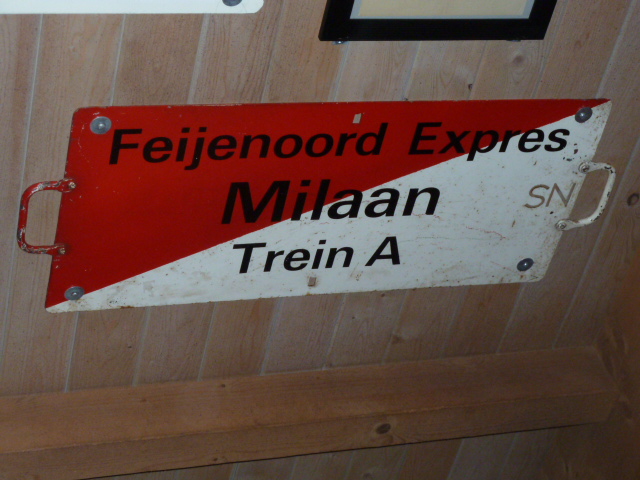 Feijenoord Expres
Milaan
SN
Trein A